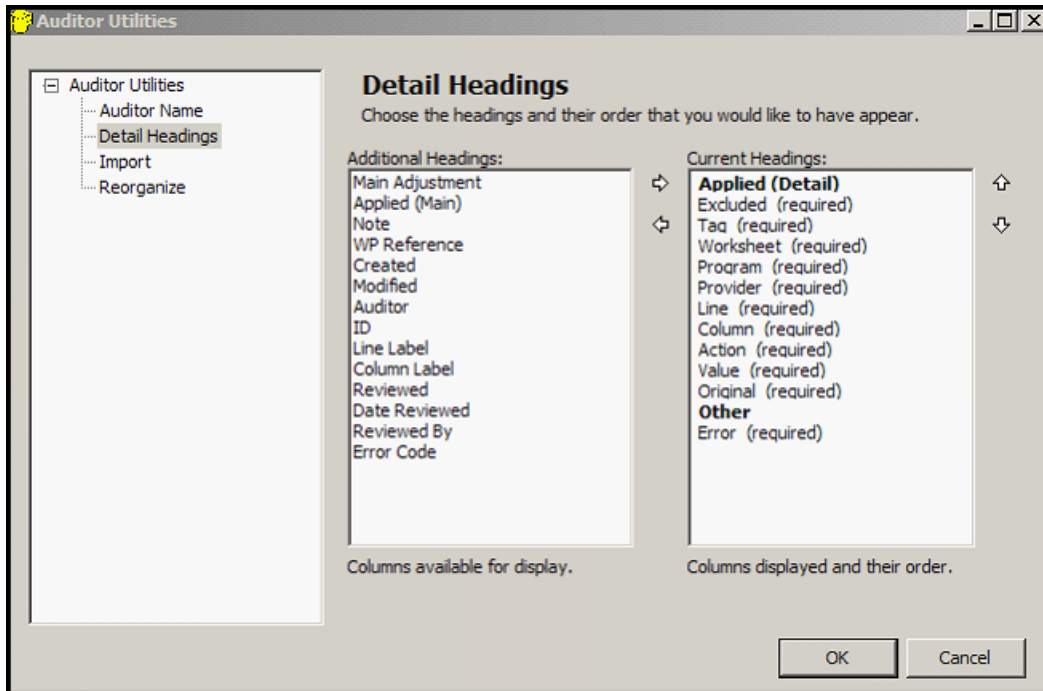 Auditor Utilities
Auditor Utilities
Auditor Name
Detail Headings
Import
Reorganize
Detail Headings
Choose the headings and their order that you would like to have appear.
Additional Headings:
Main Adjustment
Applied (Main)
Note
WP Reference
Created
Modified
Auditor
ID
Line Label
Column Label
Reviewed
Date Reviewed
Reviewed By
Error Code
Columns available for display.
Current Headings:
Applied (Detail)
Excluded (required)
Tag (required)
Worksheet (required)
Program (required)
Provider (required)
Line (required)
Column (required)
Action (required)
Value (required)
Original (required)
Other
Error (required)
Columns displayed and their order.
OK
Cancel